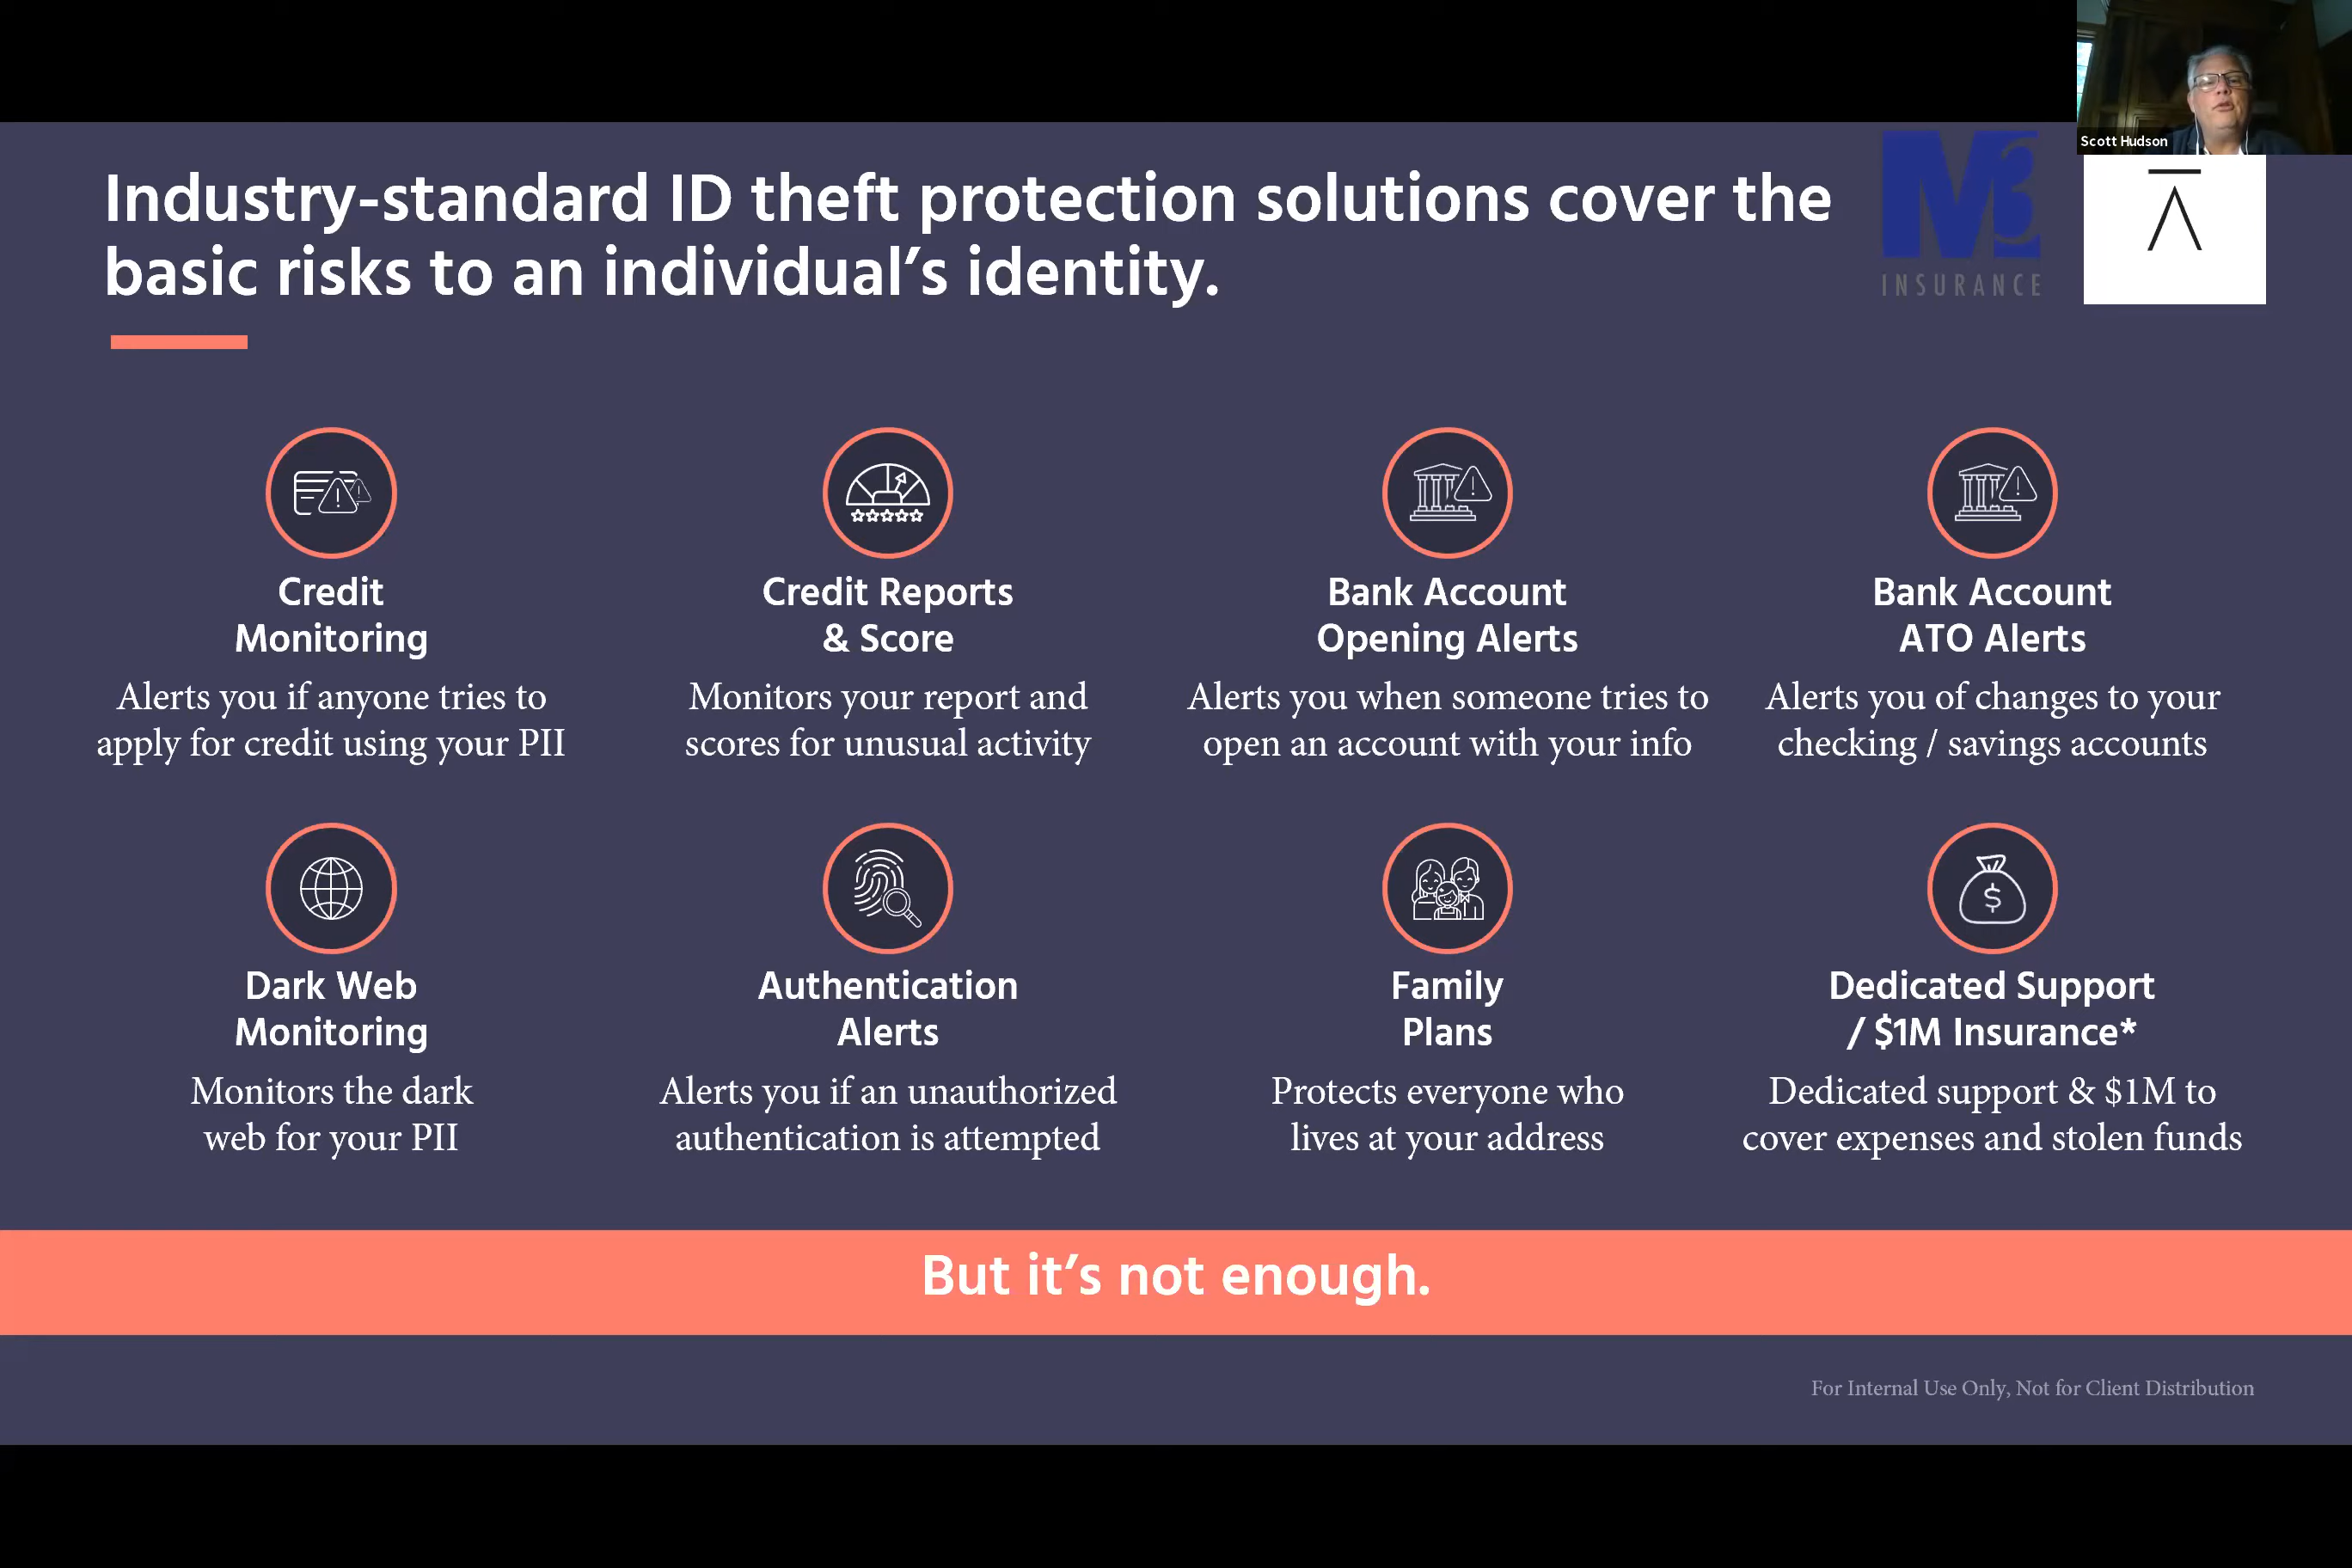 Scott Hudson
Industry-standard ID theft protection solutions cover the
basic risks to an individual’s identity.
M3
INSURANCE
Credit
Monitoring
Alerts you if anyone tries to
apply for credit using your PII
Credit Reports
& Score
Monitors your report and
scores for unusual activity
Bank Account
Opening Alerts
Alerts you when someone tries to
open an account with your info
Bank Account
ATO Alerts
Alerts you of changes to your
checking / savings accounts
Dark Web
Monitoring
Monitors the dark
web for your PII
Authentication
Alerts
Alerts you if an unauthorized
authentication is attempted
Family
Plans
Protects everyone who
lives at your address
$
Dedicated Support
/ $1M Insurance*
Dedicated support & $1M to
cover expenses and stolen funds
But it’s not enough.
For Internal Use Only, Not for Client Distribution